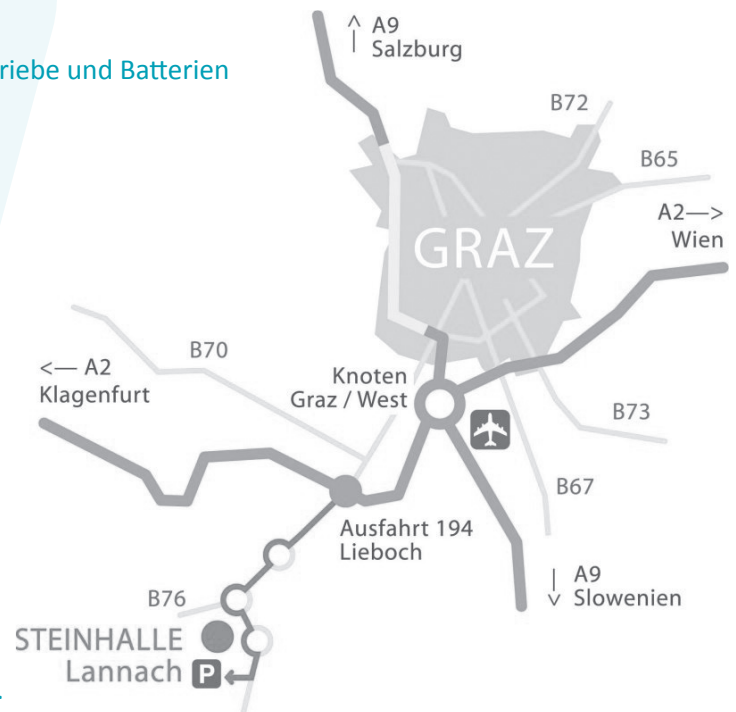 A9
Salzburg
riebe und Batterien
B72
B65
A2—>
Wien
GRAZ
B70
<— A2
Klagenfurt
Knoten
Graz / West
B73
B67
Ausfahrt 194
Lieboch
A9
Slowenien
B76
STEINHALLE
Lannach P